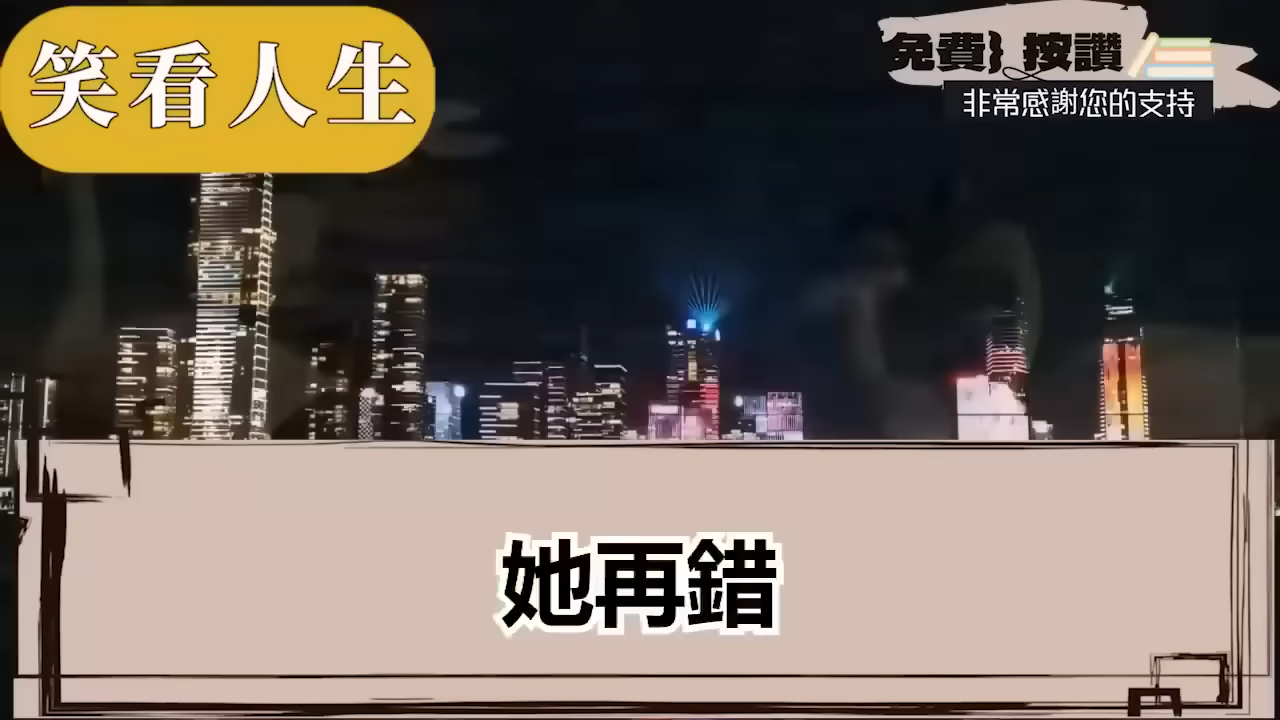 笑看人生
免費 按讚
非常感謝您的支持
她再錯